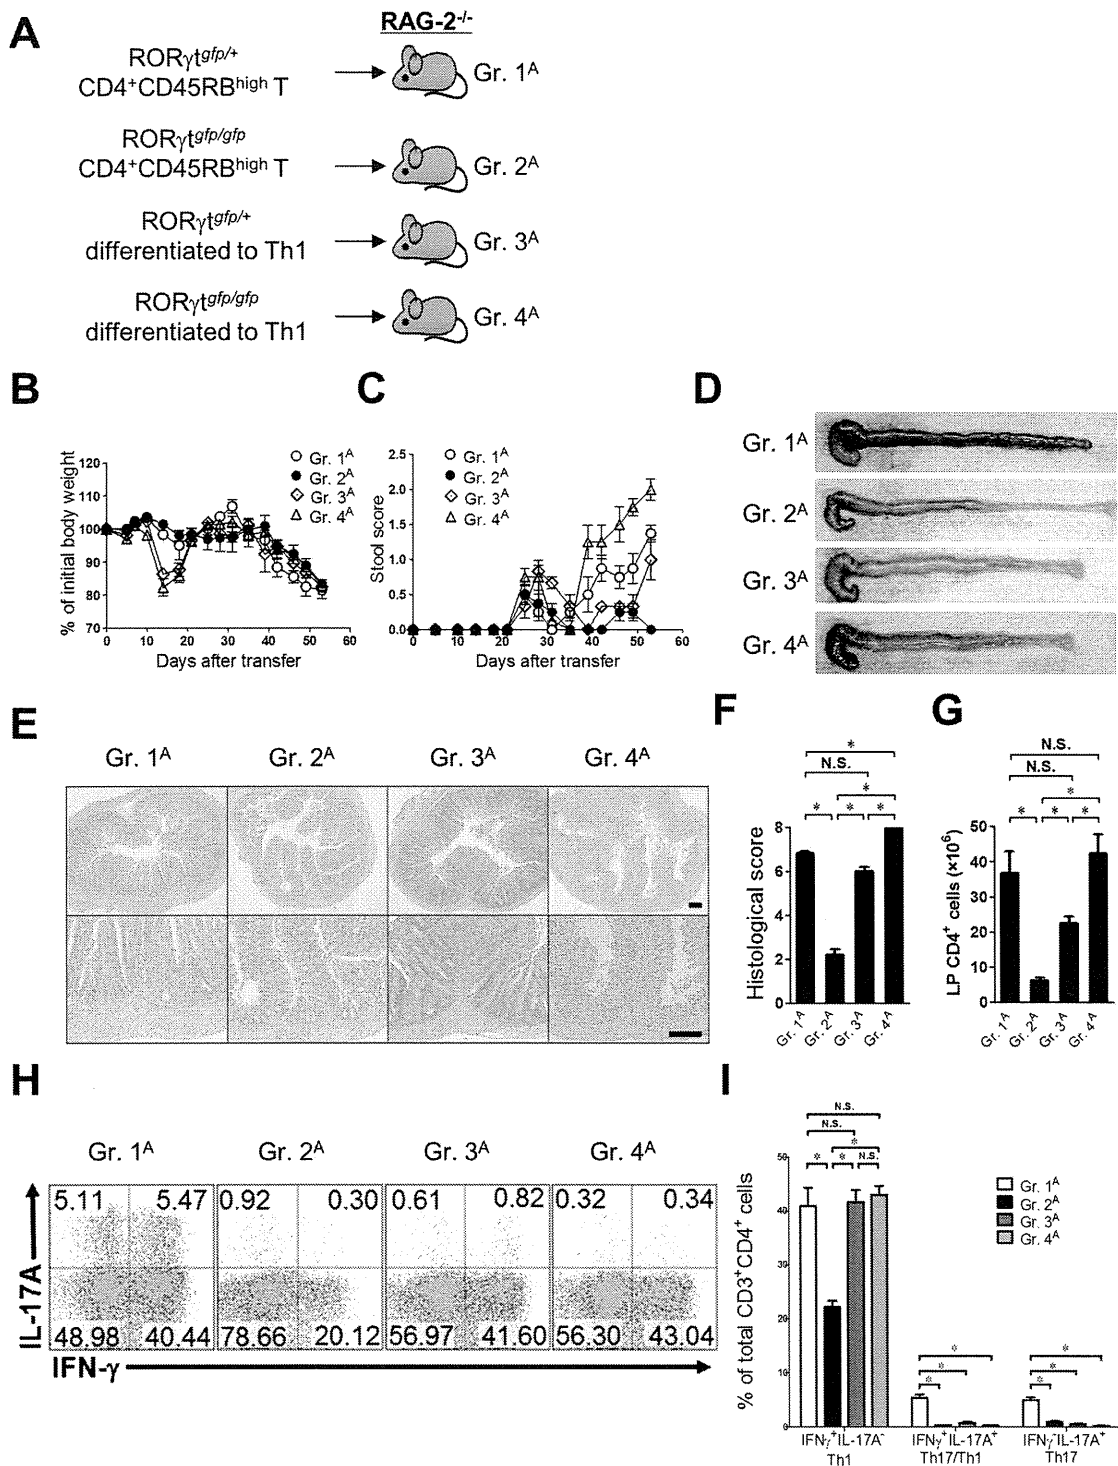 A
RAG-2-/-
RORγtgfp/+
CD4+CD45RBhigh T
Gr. 1A
RORγtgfp/gfp
CD4+CD45RBhigh T
Gr. 2A
RORγtgfp/+
differentiated to Th1
Gr. 3A
RORγtgfp/gfp
differentiated to Th1
Gr. 4A
B
% of initial body weight
120
110
100
90
80
70
0 10 20 30 40 50 60
Days after transfer
Gr. 1A
Gr. 2A
Gr. 3A
Gr. 4A
C
Stool score
2.5
2.0
1.5
1.0
0.5
0.0
0 10 20 30 40 50 60
Days after transfer
Gr. 1A
Gr. 2A
Gr. 3A
Gr. 4A
D
Gr. 1A
Gr. 2A
Gr. 3A
Gr. 4A
E
Gr. 1A Gr. 2A Gr. 3A Gr. 4A
F
*
N.S.
*
* * *
Histological score
8
6
4
2
0
Gr. 1A Gr. 2A Gr. 3A Gr. 4A
G
N.S.
N.S.
*
* * *
LP CD4+ cells (×106)
50
40
30
20
10
0
Gr. 1A Gr. 2A Gr. 3A Gr. 4A
H
Gr. 1A Gr. 2A Gr. 3A Gr. 4A
5.11 5.47 0.92 0.30 0.61 0.82 0.32 0.34
48.98 40.44 78.66 20.12 56.97 41.60 56.30 43.04
IL-17A
IFN-γ
I
N.S.
N.S.
*
* * N.S.
% of total CD3+CD4+ cells
50
40
30
20
10
0
Gr. 1A
Gr. 2A
Gr. 3A
Gr. 4A
* *
* *
* *
IFNγ+IL-17A- IFNγ+IL-17A+ IFNγ-IL-17A+
Th1 Th17/Th1 Th17